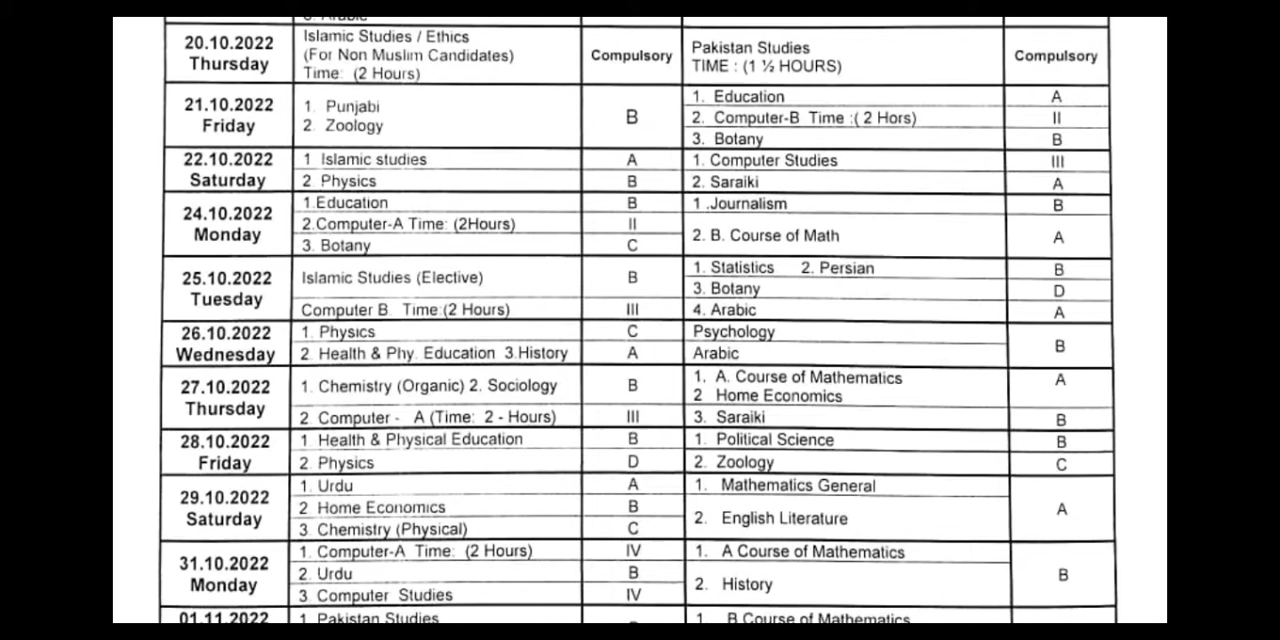 3. Arabic
20.10.2022
Thursday
Islamic Studies / Ethics
(For Non Muslim Candidates)
Time: (2 Hours)
Compulsory
Pakistan Studies
TIME : (1 ½ HOURS)
Compulsory
21.10.2022
Friday
1. Punjabi
2. Zoology
B
1. Education A
2. Computer-B Time :( 2 Hors) II
3. Botany B
22.10.2022
Saturday
1 Islamic studies A
2 Physics B
1. Computer Studies III
2. Saraiki A
24.10.2022
Monday
1.Education B
2.Computer-A Time: (2Hours) II
3. Botany C
1 .Journalism B
2. B. Course of Math A
25.10.2022
Tuesday
Islamic Studies (Elective) B
Computer B Time:(2 Hours) III
1. Statistics 2. Persian B
3. Botany D
4. Arabic A
26.10.2022
Wednesday
1. Physics C
2 Health & Phy. Education 3.History A
Psychology
Arabic
B
27.10.2022
Thursday
1. Chemistry (Organic) 2. Sociology B
2 Computer - A (Time: 2 - Hours) III
1. A. Course of Mathematics A
2 Home Economics
3. Saraiki B
28.10.2022
Friday
1 Health & Physical Education B
2. Physics D
1. Political Science B
2. Zoology C
29.10.2022
Saturday
1. Urdu A
2 Home Economics B
3. Chemistry (Physical) C
1. Mathematics General
2. English Literature
A
31.10.2022
Monday
1. Computer-A Time: (2 Hours) IV
2. Urdu B
3. Computer Studies IV
1. A Course of Mathematics
2. History
B
01.11.2022
1. Pakistan Studies
1. B Course of Mathematics